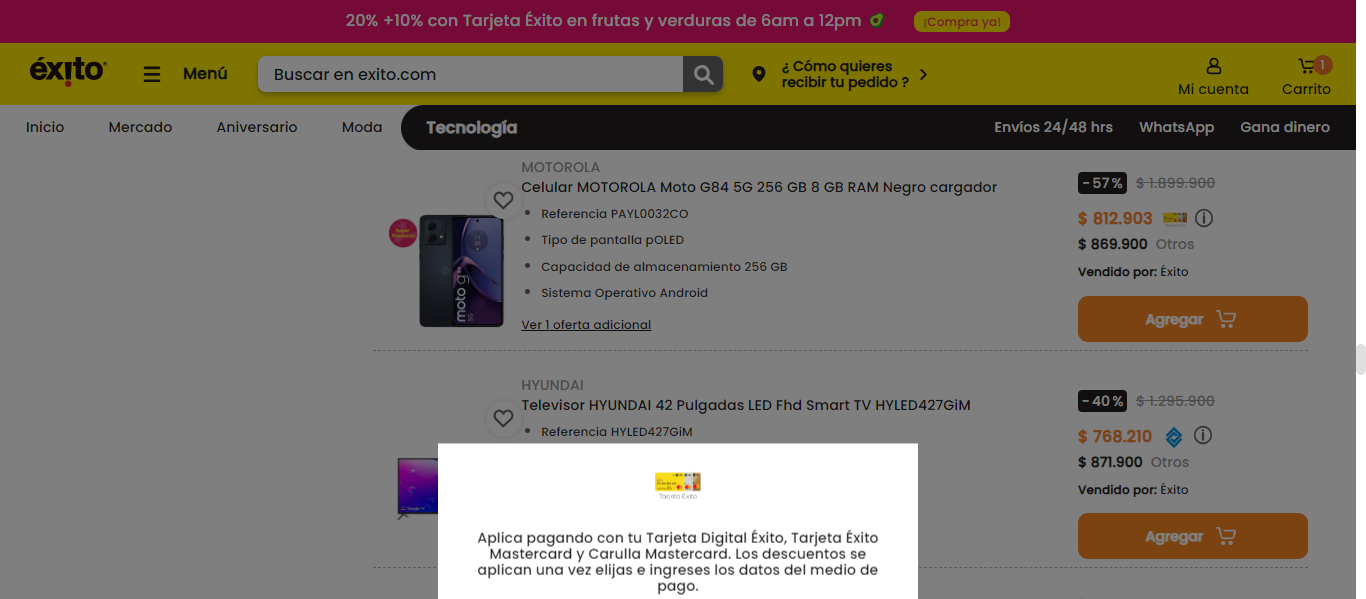 20% +10% con Tarjeta Éxito en frutas y verduras de 6am a 12pm
¡Compra ya!
éxito
Menú
Buscar en exito.com
¿ Cómo quieres
recibir tu pedido ?
Mi cuenta
1
Carrito
Inicio
Mercado
Aniversario
Moda
Tecnología
Envíos 24/48 hrs
WhatsApp
Gana dinero
MOTOROLA
Celular MOTOROLA Moto G84 5G 256 GB 8 GB RAM Negro cargador
Referencia PAYL0032CO
Tipo de pantalla pOLED
Capacidad de almacenamiento 256 GB
Sistema Operativo Android
Ver 1 oferta adicional
moto g84
5G
- 57 %
$ 1.899.900
$ 812.903
$ 869.900 Otros
Vendido por: Éxito
Agregar
HYUNDAI
Televisor HYUNDAI 42 Pulgadas LED Fhd Smart TV HYLED427GiM
Referencia HYLED427GiM
Google TV
- 40 %
$ 1.295.900
$ 768.210
$ 871.900 Otros
Vendido por: Éxito
Agregar
Tarjeta Éxito
Aplica pagando con tu Tarjeta Digital Éxito, Tarjeta Éxito
Mastercard y Carulla Mastercard. Los descuentos se
aplican una vez elijas e ingreses los datos del medio de
pago.